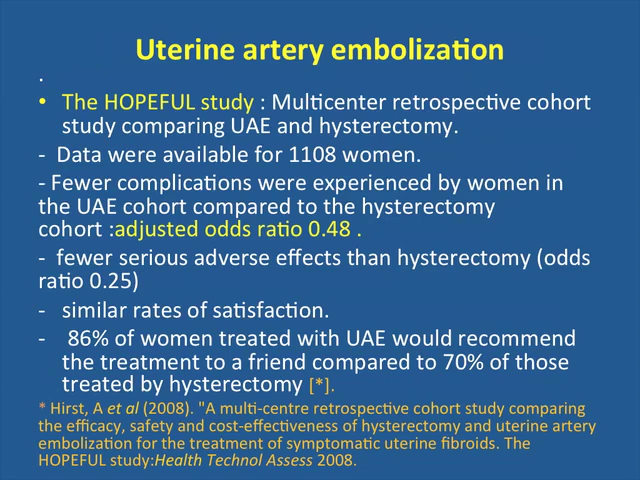 Uterine artery embolization
.
• The HOPEFUL study : Multicenter retrospective cohort
study comparing UAE and hysterectomy.
- Data were available for 1108 women.
- Fewer complications were experienced by women in
the UAE cohort compared to the hysterectomy
cohort :adjusted odds ratio 0.48 .
- fewer serious adverse effects than hysterectomy (odds
ratio 0.25)
- similar rates of satisfaction.
- 86% of women treated with UAE would recommend
the treatment to a friend compared to 70% of those
treated by hysterectomy [*].
* Hirst, A et al (2008). "A multi-centre retrospective cohort study comparing
the efficacy, safety and cost-effectiveness of hysterectomy and uterine artery
embolization for the treatment of symptomatic uterine fibroids. The
HOPEFUL study:Health Technol Assess 2008.